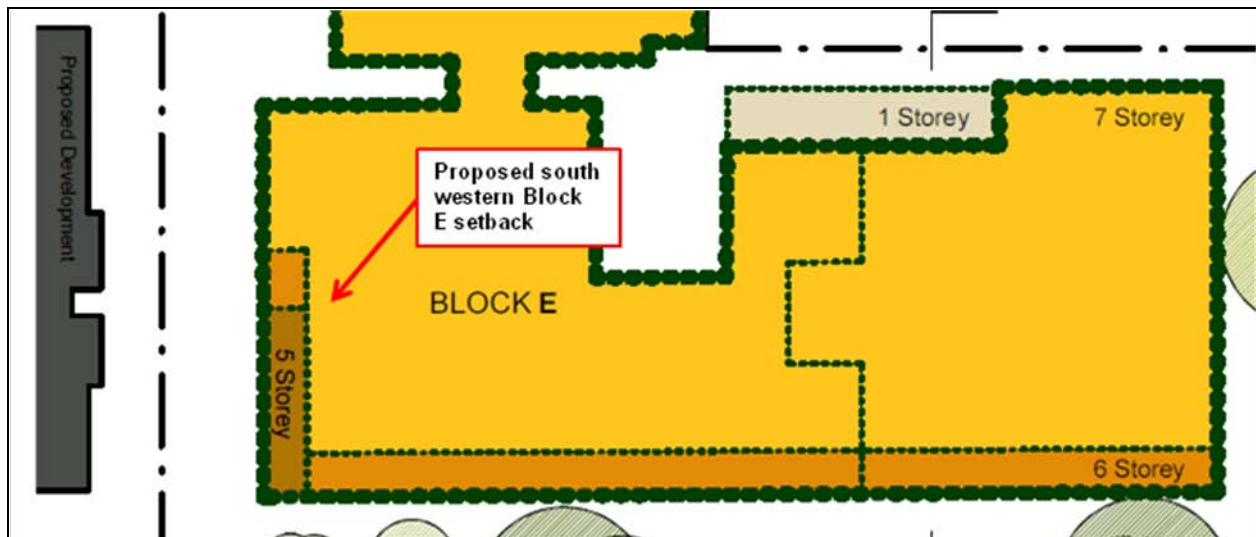 Proposed Development
1 Storey
7 Storey
Proposed south
western Block
E setback
BLOCK E
5 Storey
6 Storey